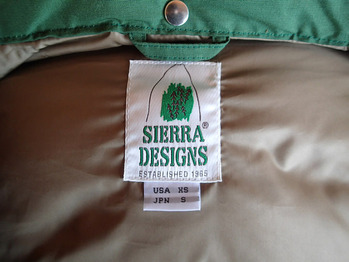 SIERRA®
DESIGNS
ESTABLISHED 1965
USA XS
JPN S